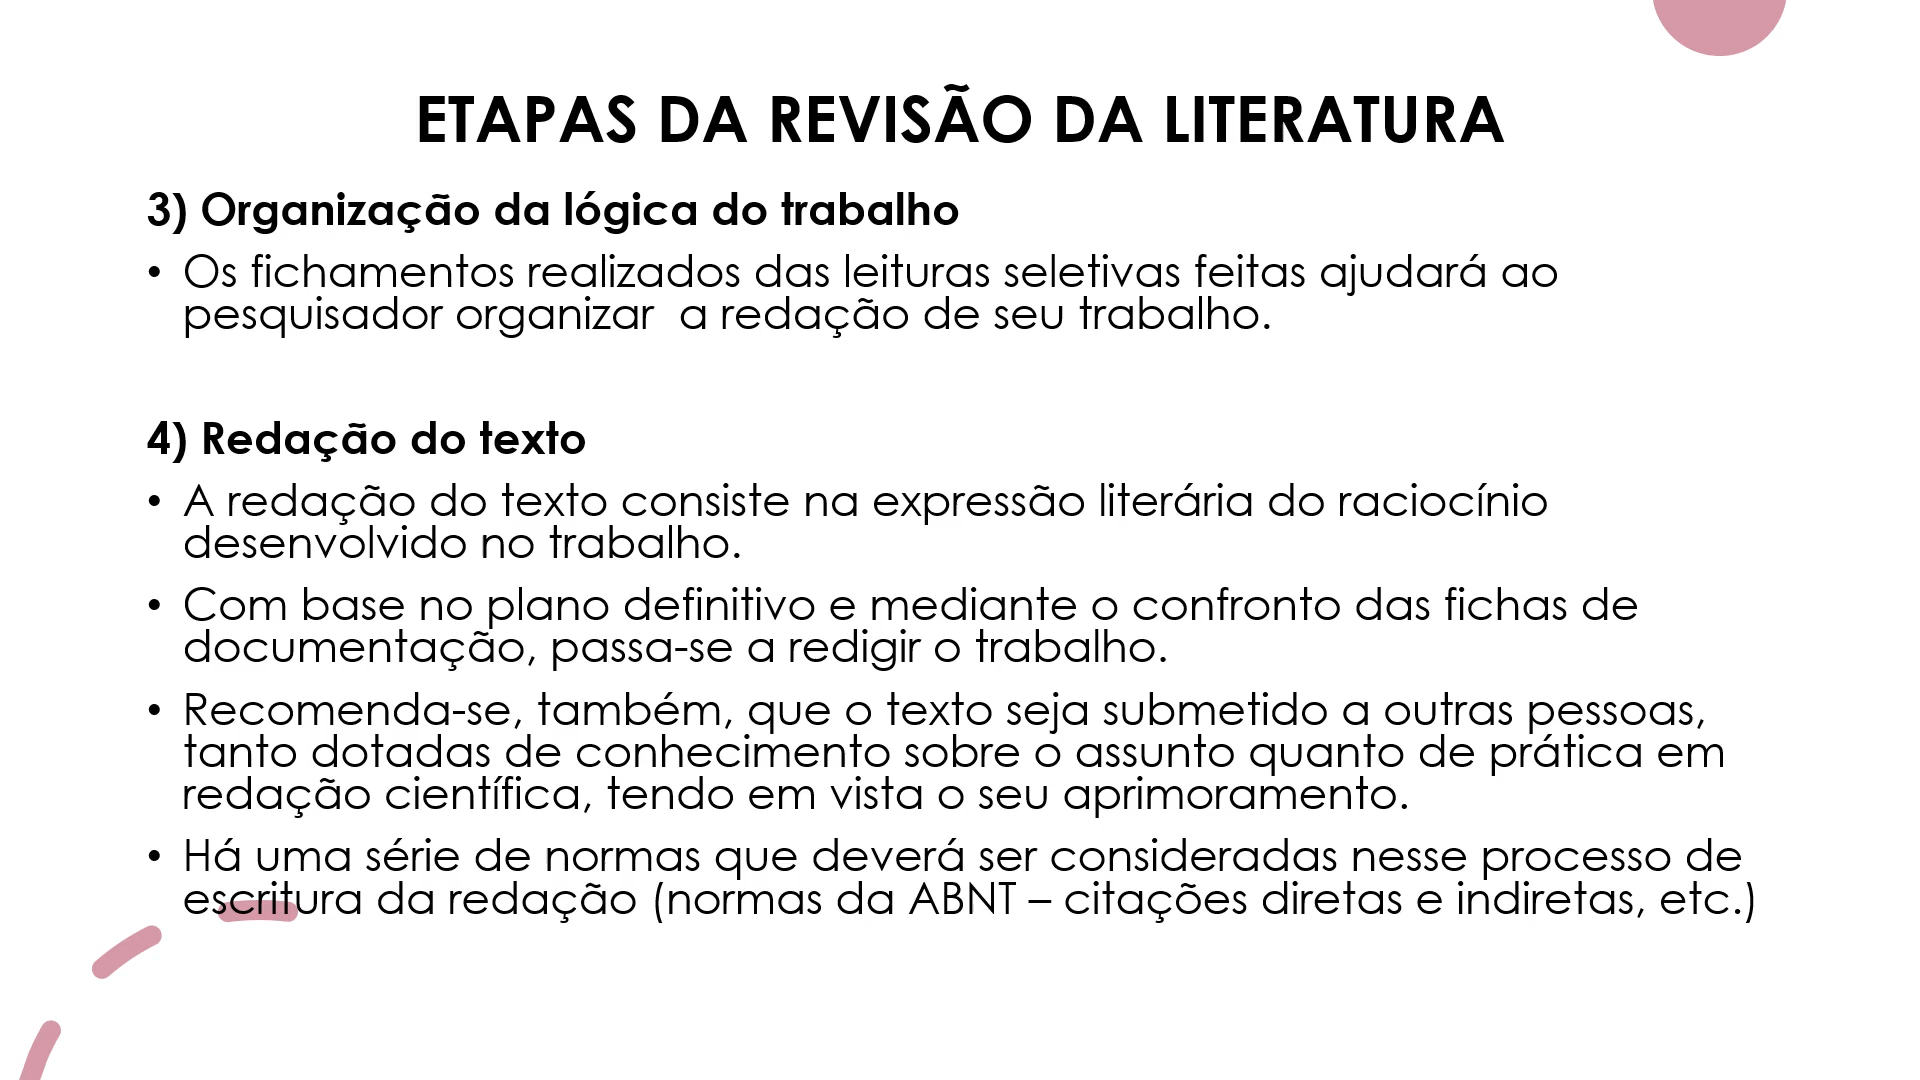 ETAPAS DA REVISÃO DA LITERATURA
3) Organização da lógica do trabalho
• Os fichamentos realizados das leituras seletivas feitas ajudará ao
pesquisador organizar  a redação de seu trabalho.
4) Redação do texto
• A redação do texto consiste na expressão literária do raciocínio
desenvolvido no trabalho.
• Com base no plano definitivo e mediante o confronto das fichas de
documentação, passa-se a redigir o trabalho.
• Recomenda-se, também, que o texto seja submetido a outras pessoas,
tanto dotadas de conhecimento sobre o assunto quanto de prática em
redação científica, tendo em vista o seu aprimoramento.
• Há uma série de normas que deverá ser consideradas nesse processo de
escritura da redação (normas da ABNT – citações diretas e indiretas, etc.)